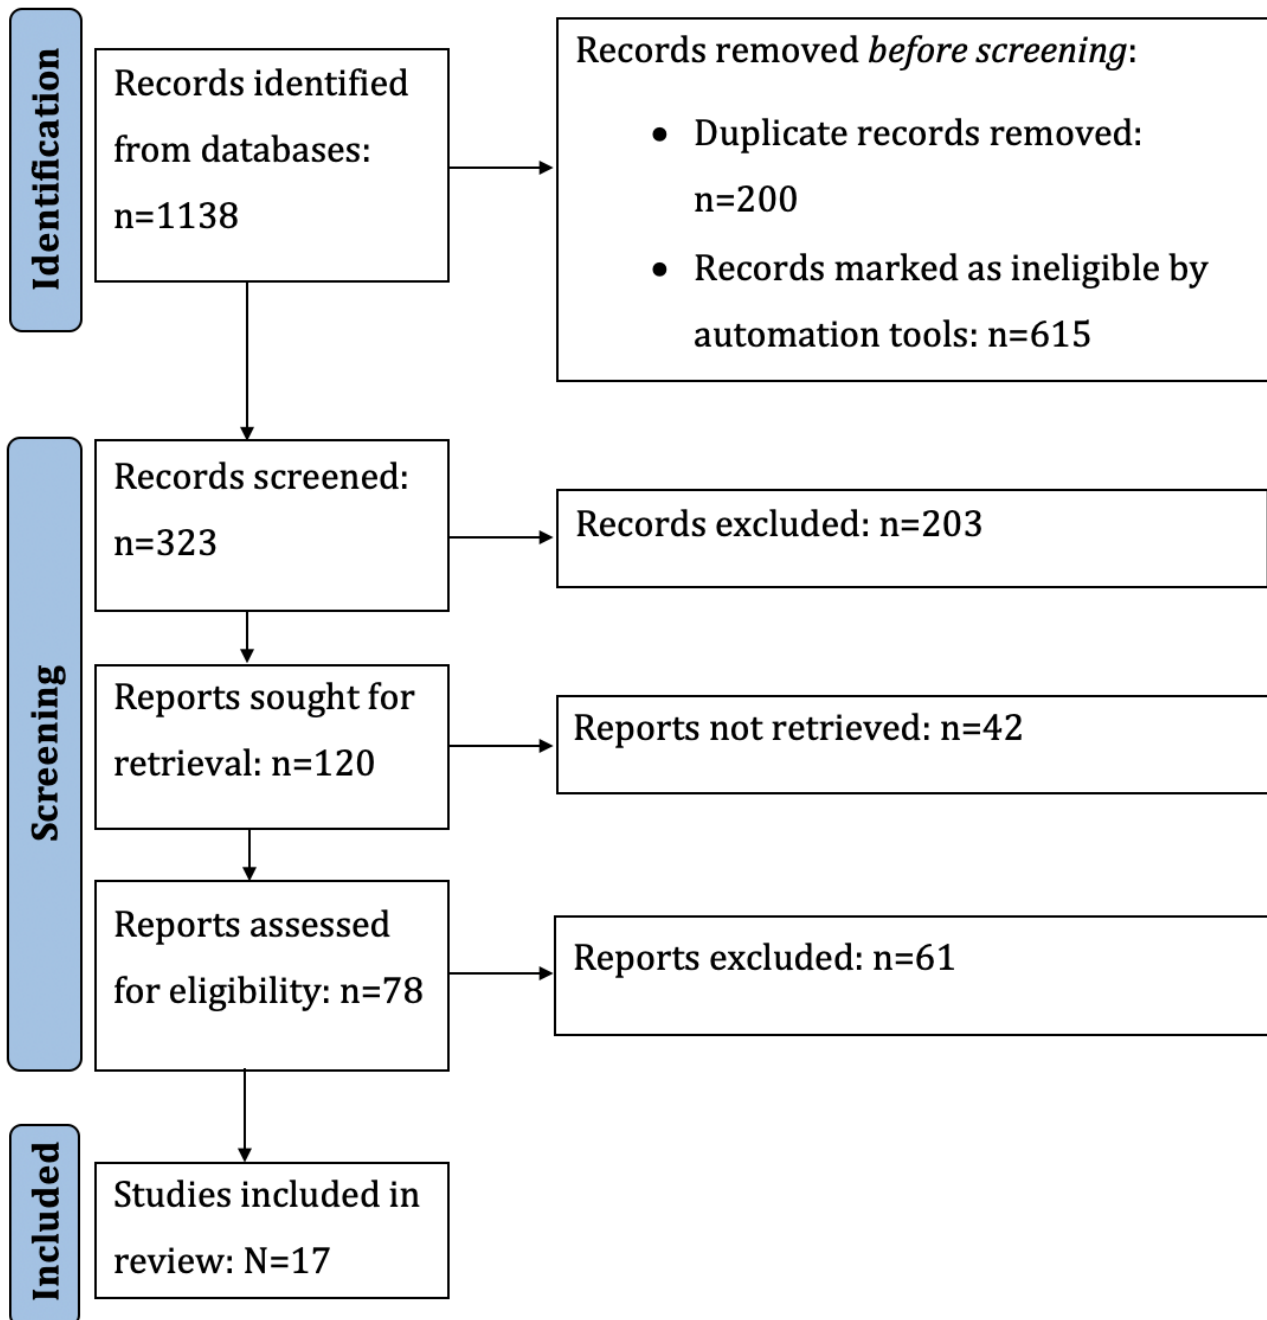 Identification
Records identified
from databases:
n=1138
Records removed before screening:
• Duplicate records removed:
n=200
• Records marked as ineligible by
automation tools: n=615
Screening
Records screened:
n=323
Records excluded: n=203
Reports sought for
retrieval: n=120
Reports not retrieved: n=42
Reports assessed
for eligibility: n=78
Reports excluded: n=61
Included
Studies included in
review: N=17